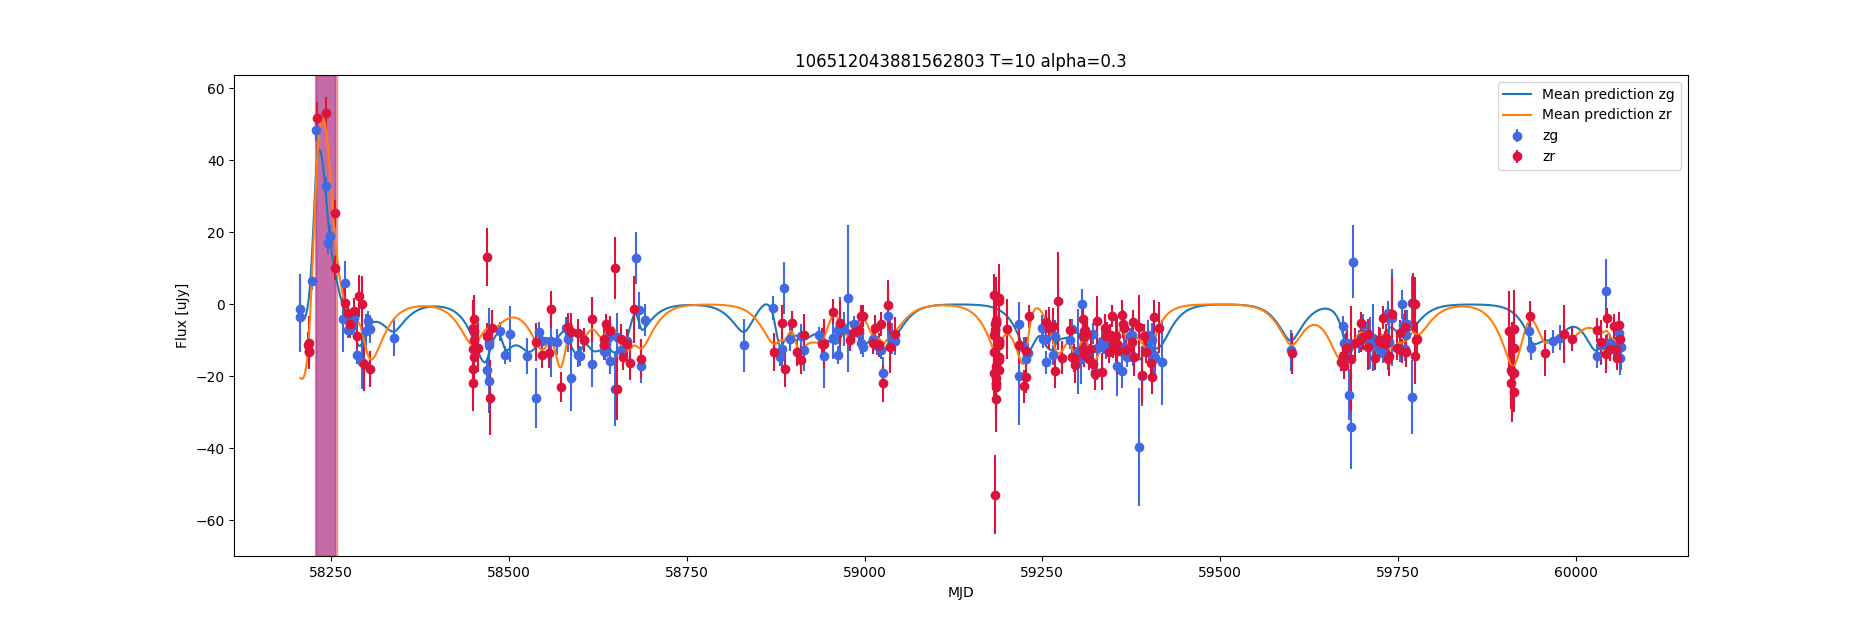 106512043881562803 T=10 alpha=0.3
Mean prediction zg
Mean prediction zr
zg
zr
60
40
20
0
−20
−40
−60
Flux [uJy]
58250
58500
58750
59000
59250
59500
59750
60000
MJD